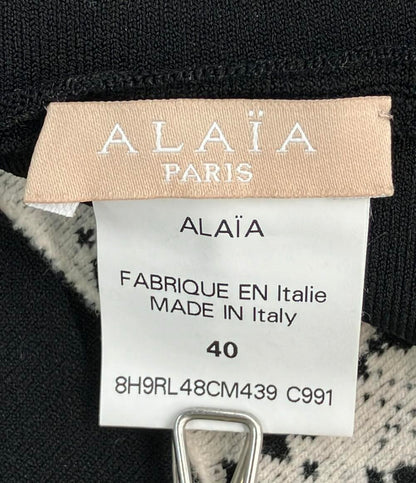 ALAÏA
PARIS
ALAÏA
FABRIQUE EN Italie
MADE IN Italy
40
8H9RL48CM439 C991